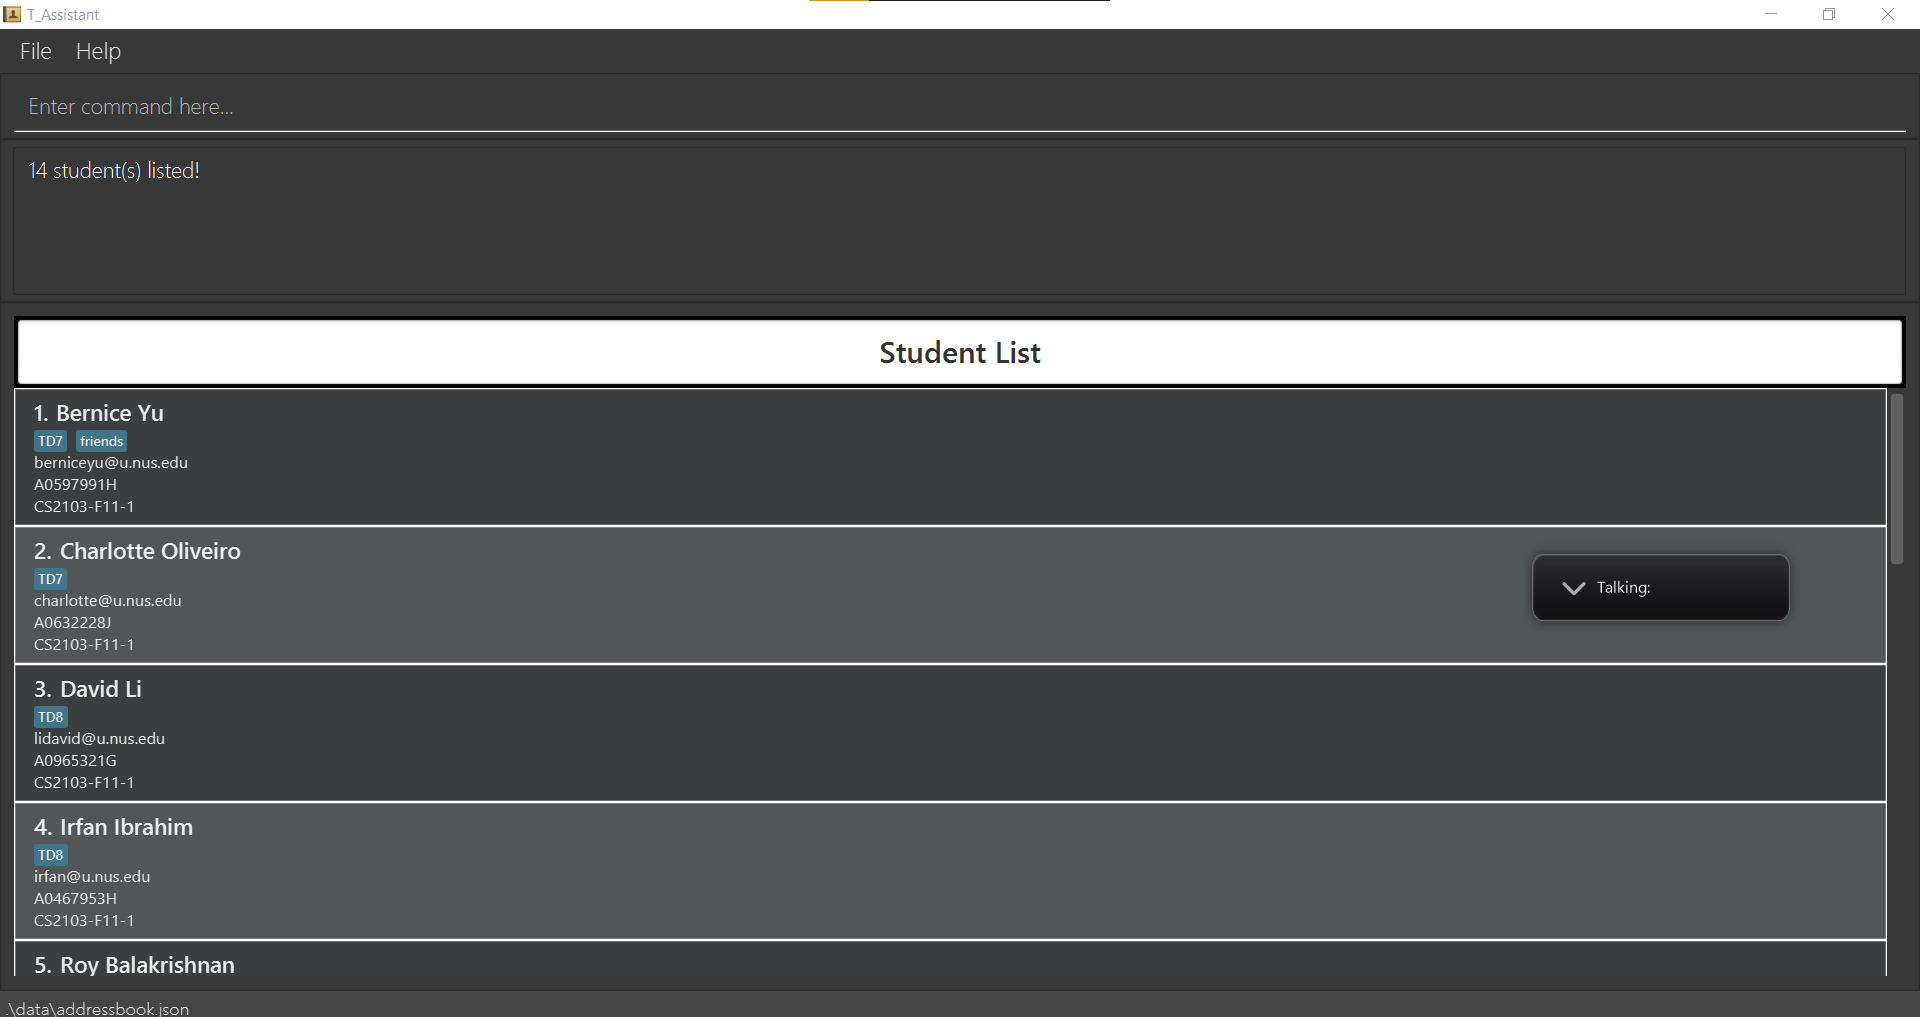 T_Assistant
File Help
Enter command here...
14 student(s) listed!
Student List
1. Bernice Yu
TD7 friends
berniceyu@u.nus.edu
A0597991H
CS2103-F11-1
2. Charlotte Oliveiro
TD7
charlotte@u.nus.edu
A0632228J
CS2103-F11-1
Talking:
3. David Li
TD8
lidavid@u.nus.edu
A0965321G
CS2103-F11-1
4. Irfan Ibrahim
TD8
irfan@u.nus.edu
A0467953H
CS2103-F11-1
5. Roy Balakrishnan
.\data\addressbook.json